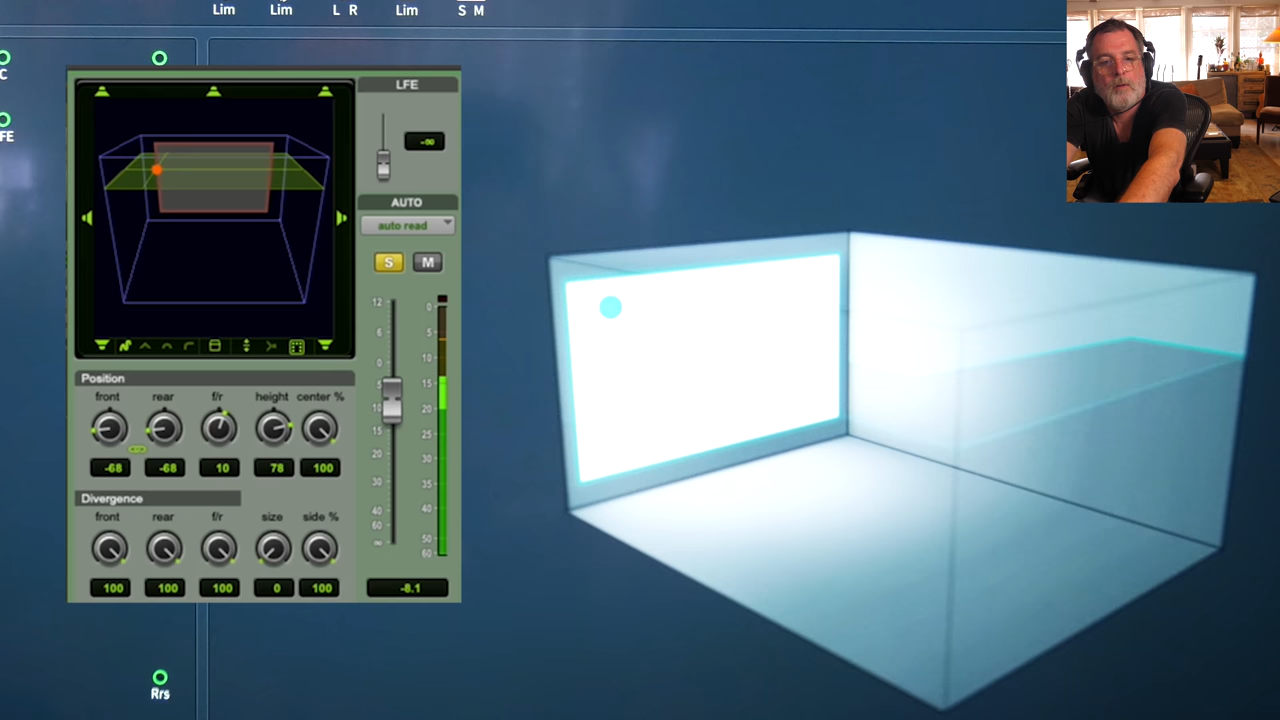 Lim Lim L R Lim S M
C
FE
LFE
-∞
AUTO
auto read
S M
12
6
0
5
10
15
20
30
40
60
∞
0
5
10
15
20
25
30
35
40
50
60
Position
front rear f/r height center %
-68 -68 10 78 100
Divergence
front rear f/r size side %
100 100 100 0 100
-8.1
Rrs